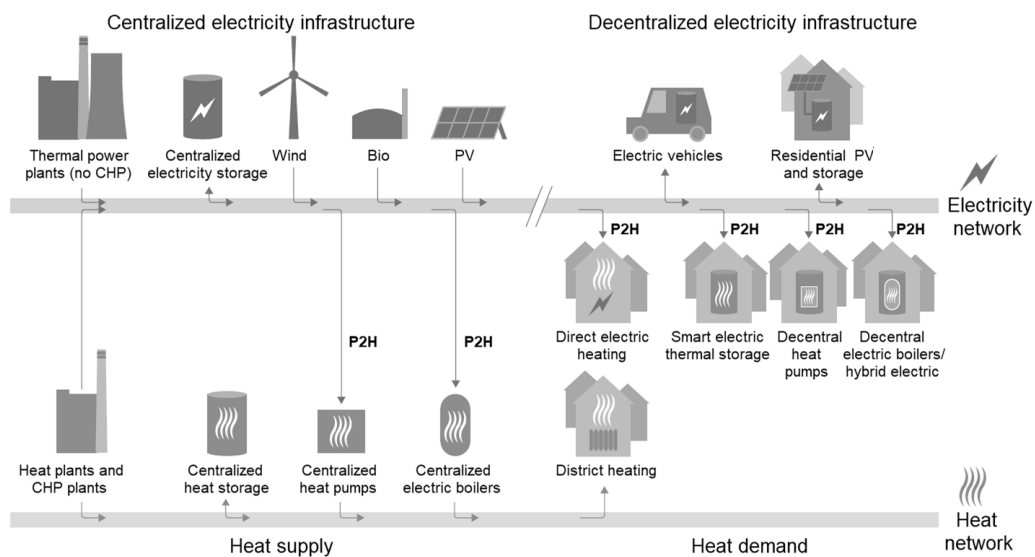 Centralized electricity infrastructure
Decentralized electricity infrastructure
Thermal power
plants (no CHP)
Centralized
electricity storage
Wind
Bio
PV
Electric vehicles
Residential PV
and storage
Electricity
network
P2H
P2H
P2H
P2H
Direct electric
heating
Smart electric
thermal storage
Decentral
heat
pumps
Decentral
electric boilers/
hybrid electric
P2H
P2H
Heat plants and
CHP plants
Centralized
heat storage
Centralized
heat pumps
Centralized
electric boilers
District heating
Heat
network
Heat supply
Heat demand